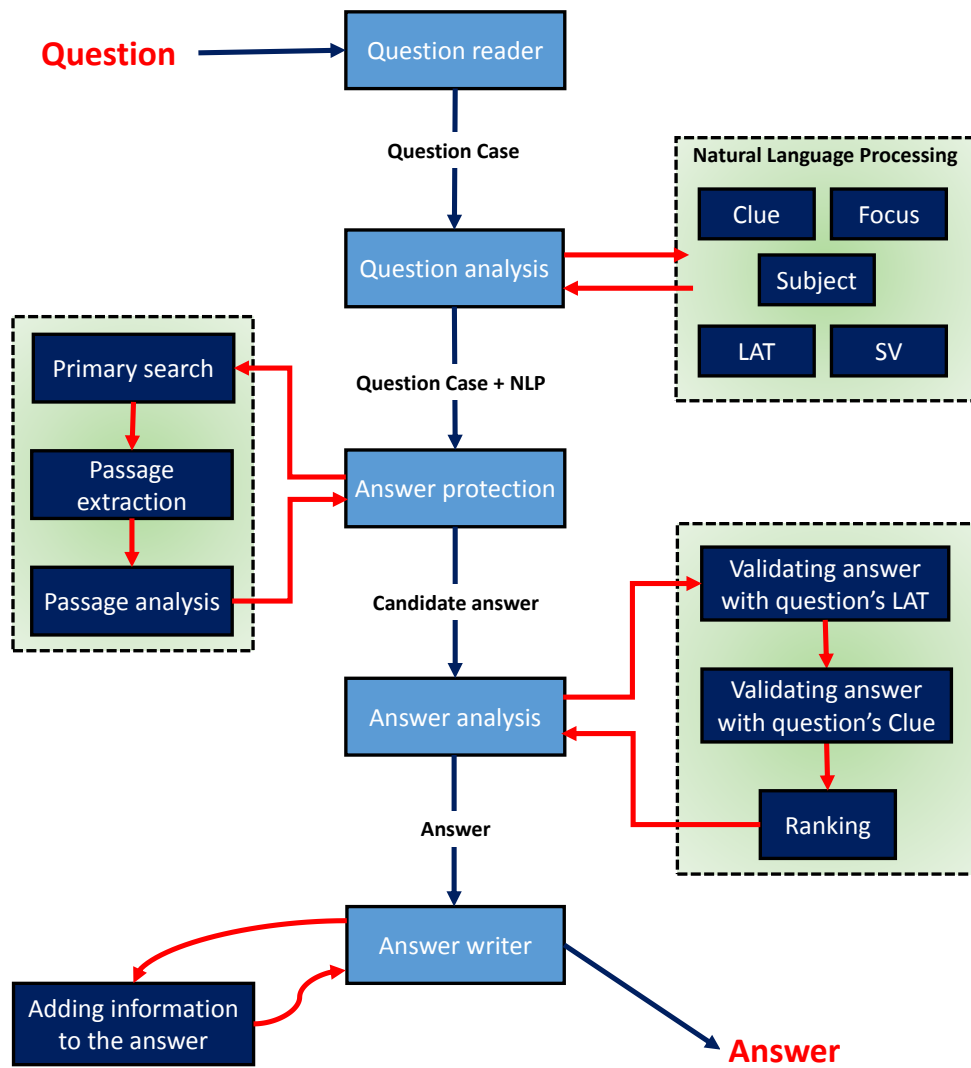 Question
Question reader
Question Case
Natural Language Processing
Clue
Focus
Question analysis
Subject
LAT
SV
Primary search
Question Case + NLP
Passage
extraction
Answer protection
Passage analysis
Candidate answer
Validating answer
with question's LAT
Answer analysis
Validating answer
with question's Clue
Ranking
Answer
Answer writer
Adding information
to the answer
Answer